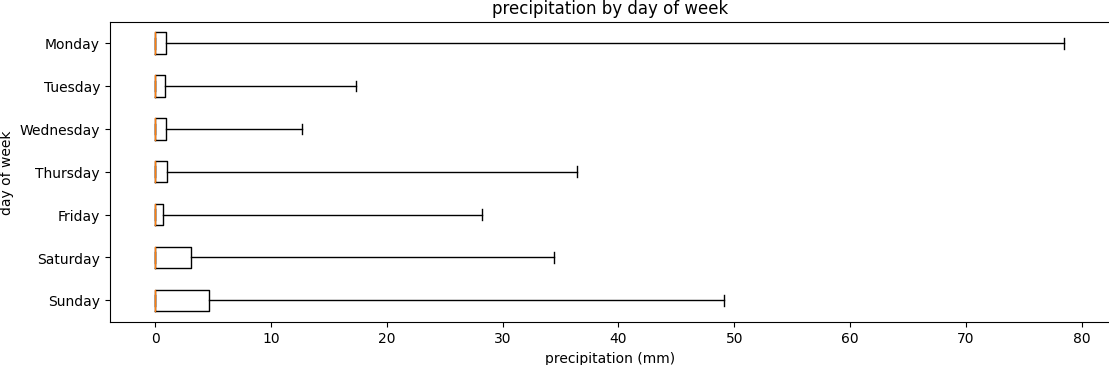 precipitation by day of week
Monday
Tuesday
Wednesday
Thursday
Friday
Saturday
Sunday
day of week
0 10 20 30 40 50 60 70 80
precipitation (mm)